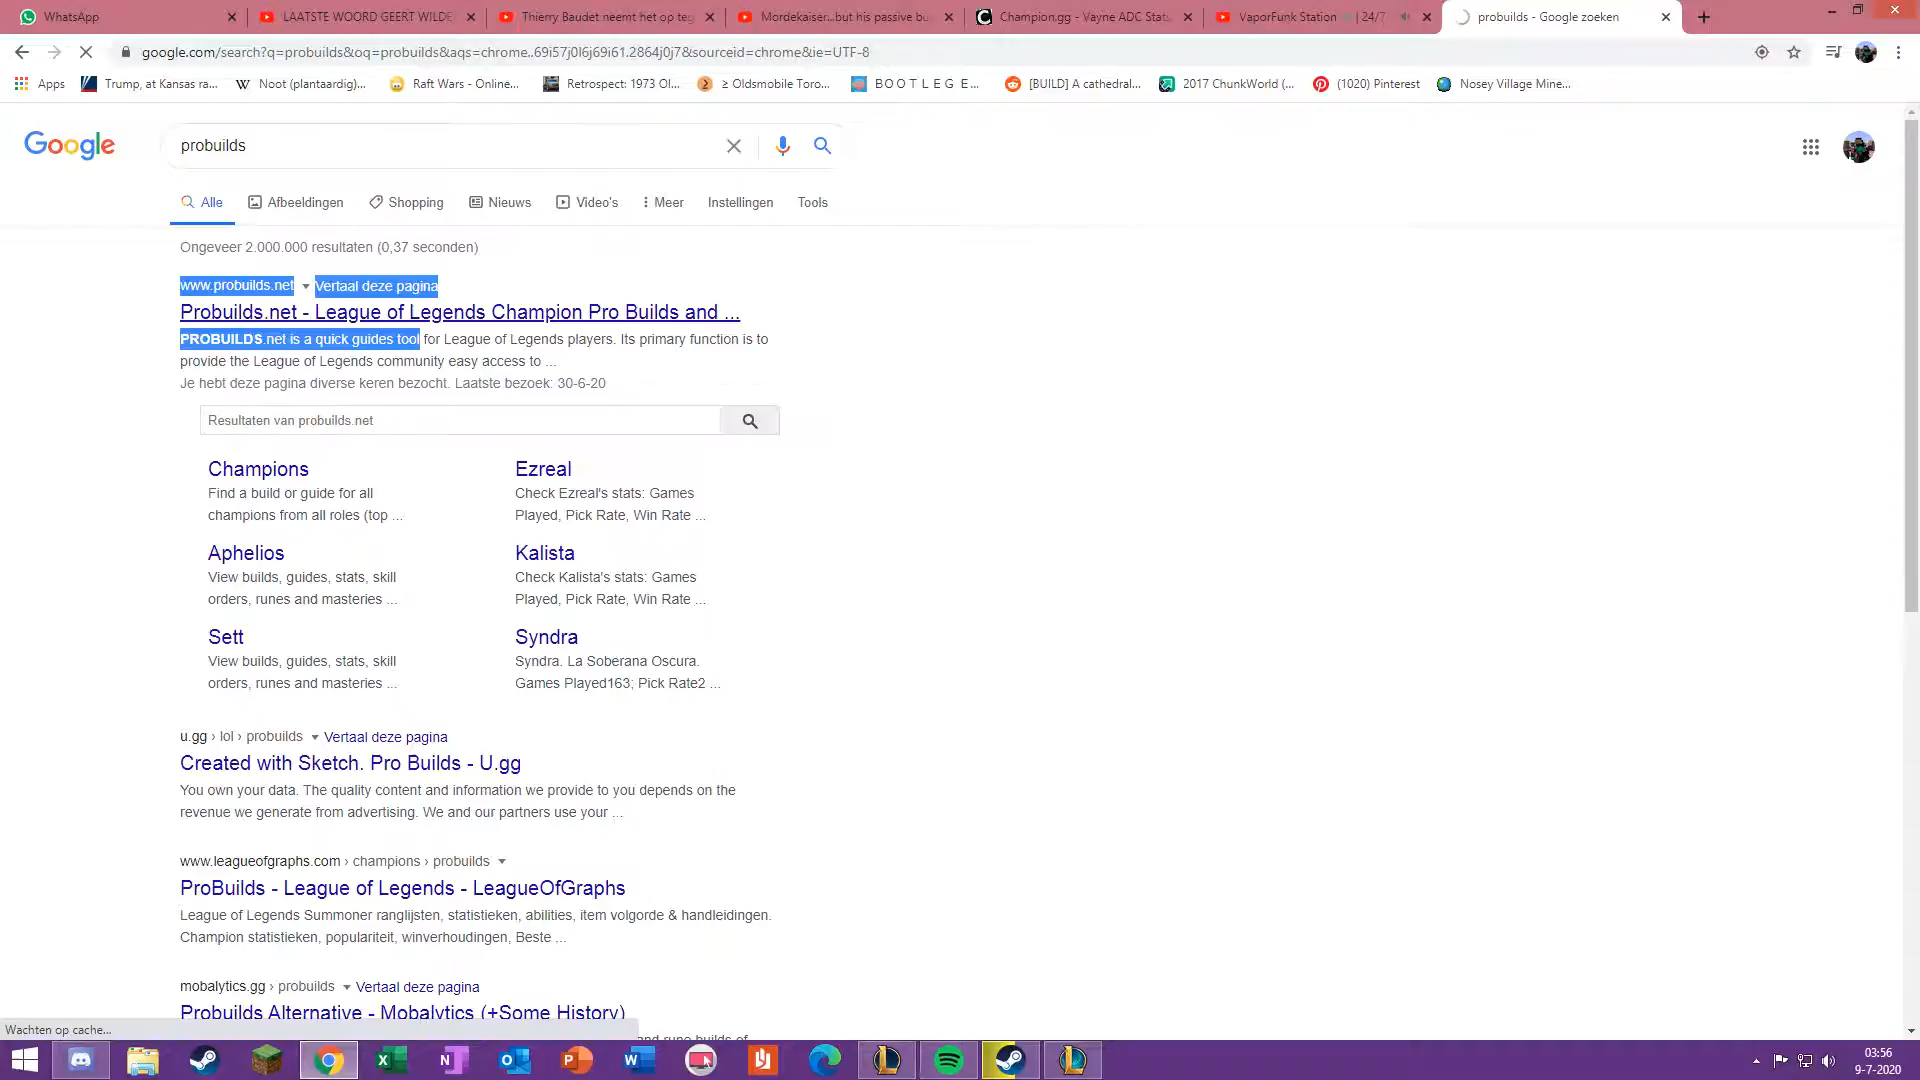 WhatsApp
LAATSTE WOORD GEERT WILDE
Thierry Baudet neemt het op teg
Mordekaiser...but his passive bu
Champion.gg - Vayne ADC Stats
VaporFunk Station | 24/7
probuilds - Google zoeken
google.com/search?q=probuilds&oq=probuilds&aqs=chrome..69i57j0l6j69i61.2864j0j7&sourceid=chrome&ie=UTF-8
Apps
Trump, at Kansas ra...
Noot (plantaardig)...
Raft Wars - Online...
Retrospect: 1973 Ol...
≥ Oldsmobile Toro...
B O O T L E G E...
[BUILD] A cathedral...
2017 ChunkWorld (...
(1020) Pinterest
Nosey Village Mine...
Google
probuilds
Alle
Afbeeldingen
Shopping
Nieuws
Video's
Meer
Instellingen
Tools
Ongeveer 2.000.000 resultaten (0,37 seconden)
www.probuilds.net
Vertaal deze pagina
Probuilds.net - League of Legends Champion Pro Builds and ...
PROBUILDS.net is a quick guides tool for League of Legends players. Its primary function is to
provide the League of Legends community easy access to ...
Je hebt deze pagina diverse keren bezocht. Laatste bezoek: 30-6-20
Resultaten van probuilds.net
Champions
Find a build or guide for all
champions from all roles (top ...
Ezreal
Check Ezreal's stats: Games
Played, Pick Rate, Win Rate ...
Aphelios
View builds, guides, stats, skill
orders, runes and masteries ...
Kalista
Check Kalista's stats: Games
Played, Pick Rate, Win Rate ...
Sett
View builds, guides, stats, skill
orders, runes and masteries ...
Syndra
Syndra. La Soberana Oscura.
Games Played163; Pick Rate2 ...
u.gg › lol › probuilds
Vertaal deze pagina
Created with Sketch. Pro Builds - U.gg
You own your data. The quality content and information we provide to you depends on the
revenue we generate from advertising. We and our partners use your ...
www.leagueofgraphs.com › champions › probuilds
ProBuilds - League of Legends - LeagueOfGraphs
League of Legends Summoner ranglijsten, statistieken, abilities, item volgorde & handleidingen.
Champion statistieken, populariteit, winverhoudingen, Beste ...
mobalytics.gg › probuilds
Vertaal deze pagina
Probuilds Alternative - Mobalytics (+Some History)
and rune builds of
Wachten op cache...
03:56
9-7-2020